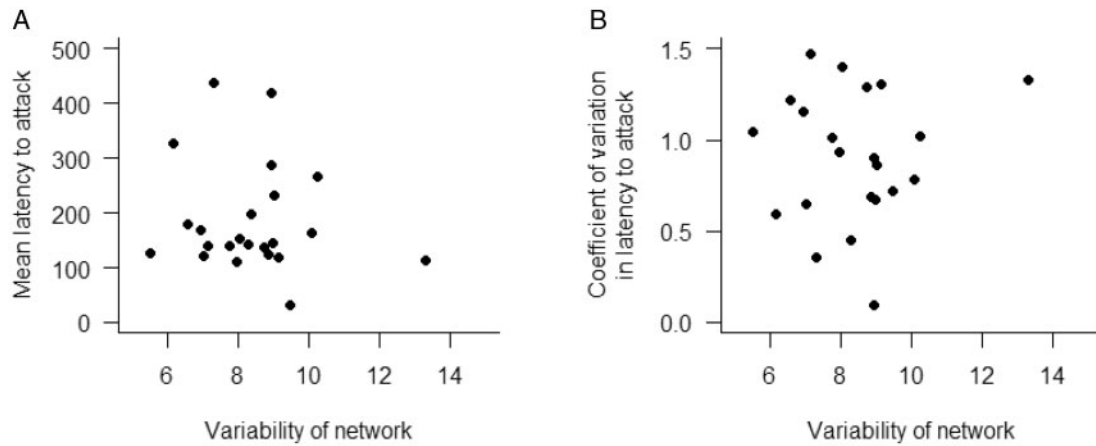 A
Mean latency to attack
500
400
300
200
100
0
6 8 10 12 14
Variability of network
B
Coefficient of variation
in latency to attack
1.5
1.0
0.5
0.0
6 8 10 12 14
Variability of network